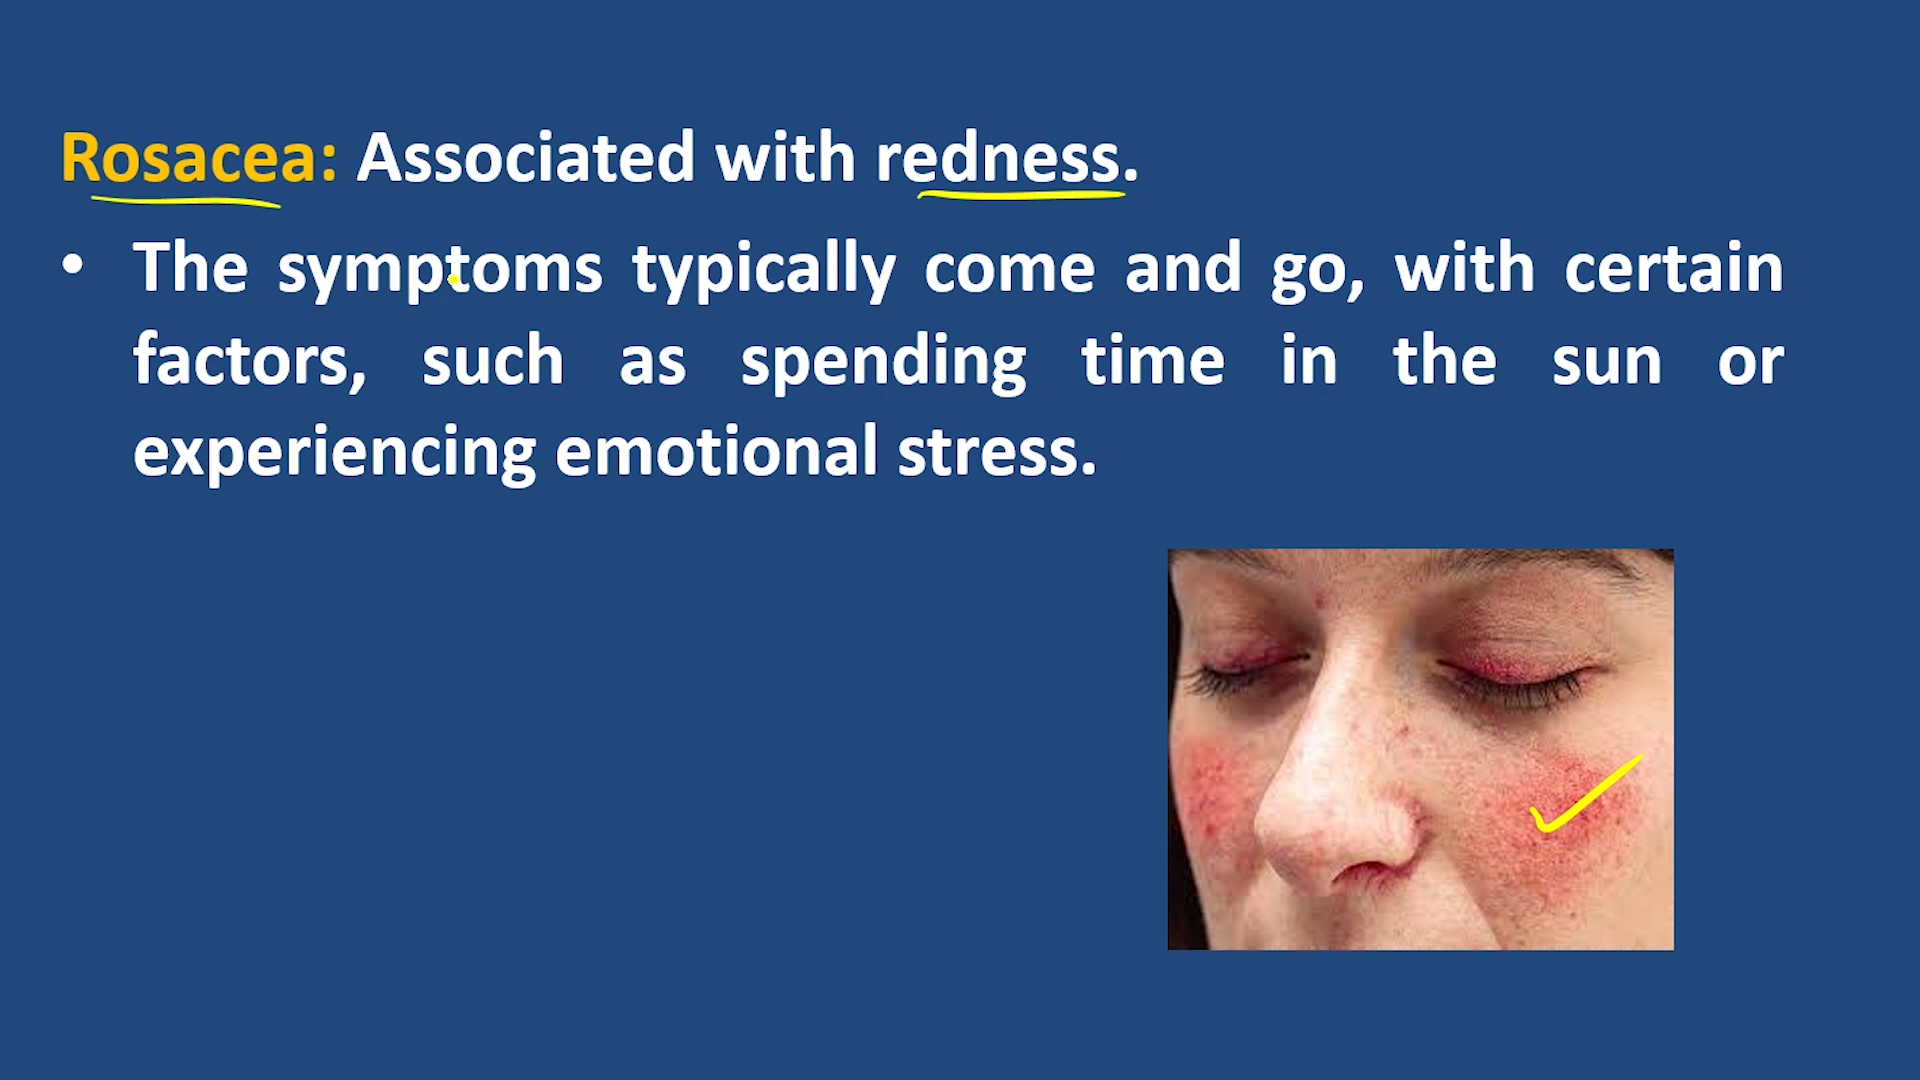 Rosacea: Associated with redness.
• The symptoms typically come and go, with certain
factors, such as spending time in the sun or
experiencing emotional stress.